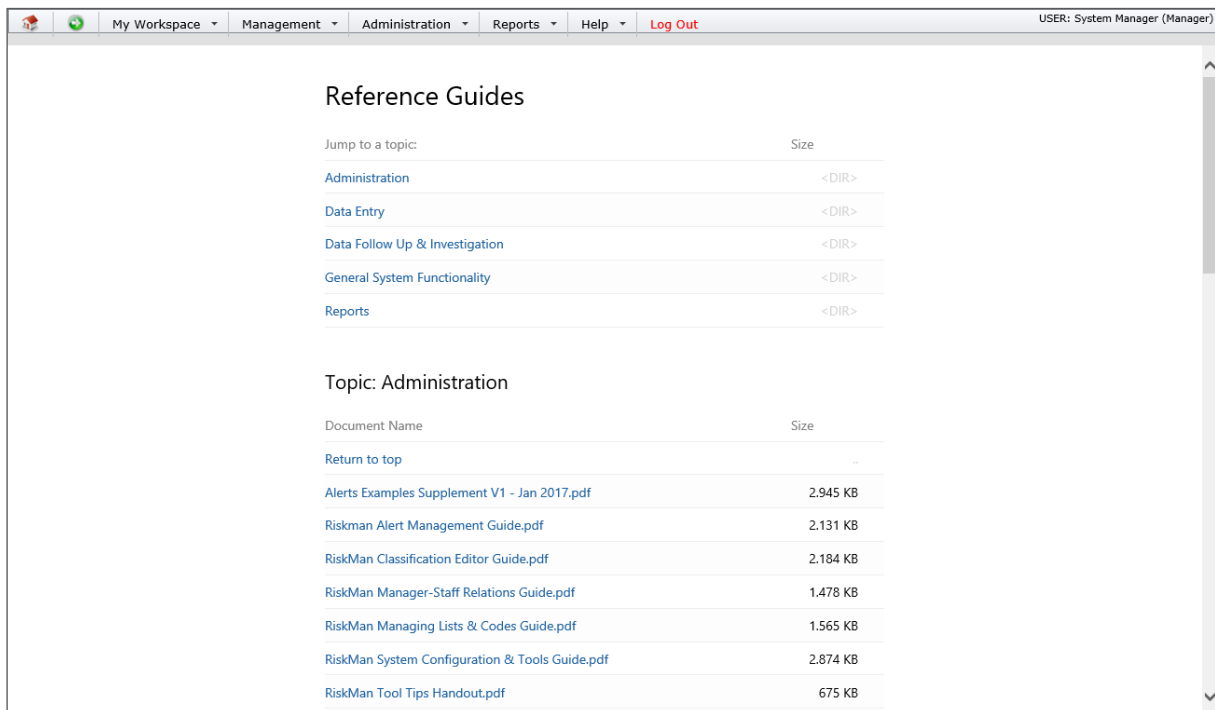 My Workspace Management Administration Reports Help Log Out USER: System Manager (Manager)
Reference Guides
Jump to a topic: Size
Administration <DIR>
Data Entry <DIR>
Data Follow Up & Investigation <DIR>
General System Functionality <DIR>
Reports <DIR>
Topic: Administration
Document Name Size
Return to top ..
Alerts Examples Supplement V1 - Jan 2017.pdf 2.945 KB
Riskman Alert Management Guide.pdf 2.131 KB
RiskMan Classification Editor Guide.pdf 2.184 KB
RiskMan Manager-Staff Relations Guide.pdf 1.478 KB
RiskMan Managing Lists & Codes Guide.pdf 1.565 KB
RiskMan System Configuration & Tools Guide.pdf 2.874 KB
RiskMan Tool Tips Handout.pdf 675 KB